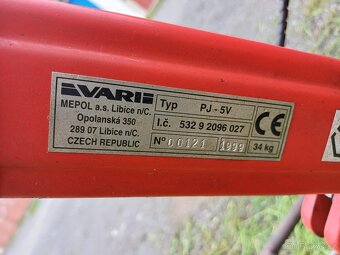 VARI
MEPOL a.s. Libice n/C.
Opolanská 350
289 07 Libice n/C.
CZECH REPUBLIC
Typ PJ - 5V
I.č. 532 9 2096 027
Nº 00121 1999
CE
34 kg